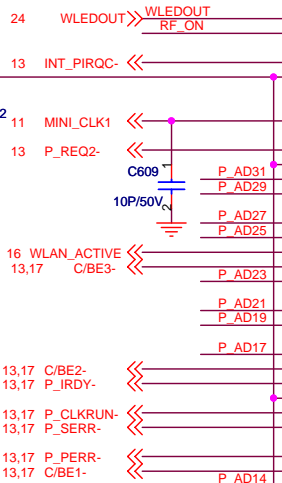 24 WLEDOUT WLEDOUT
RF_ON
13 INT_PIRQC-
2
11 MINI_CLK1
13 P_REQ2-
1
C609
10P/50V
2
P_AD31
P_AD29
P_AD27
P_AD25
16 WLAN_ACTIVE
13,17 C/BE3-
P_AD23
P_AD21
P_AD19
P_AD17
13,17 C/BE2-
13,17 P_IRDY-
13,17 P_CLKRUN-
13,17 P_SERR-
13,17 P_PERR-
13,17 C/BE1-
P_AD14